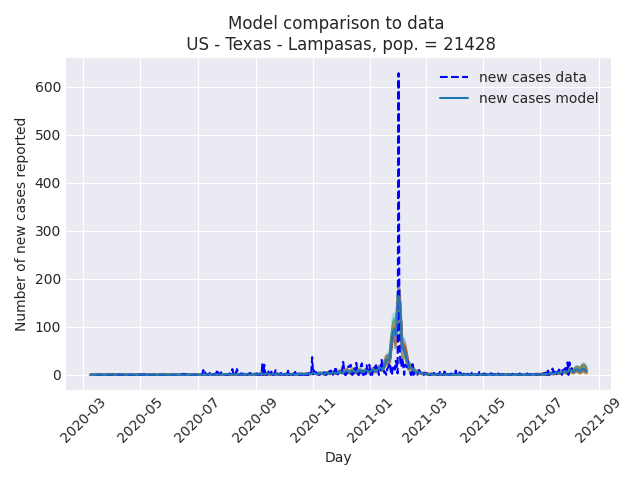 Model comparison to data
US - Texas - Lampasas, pop. = 21428
new cases data
new cases model
Number of new cases reported
600
500
400
300
200
100
0
2020-03
2020-05
2020-07
2020-09
2020-11
2021-01
2021-03
2021-05
2021-07
2021-09
Day